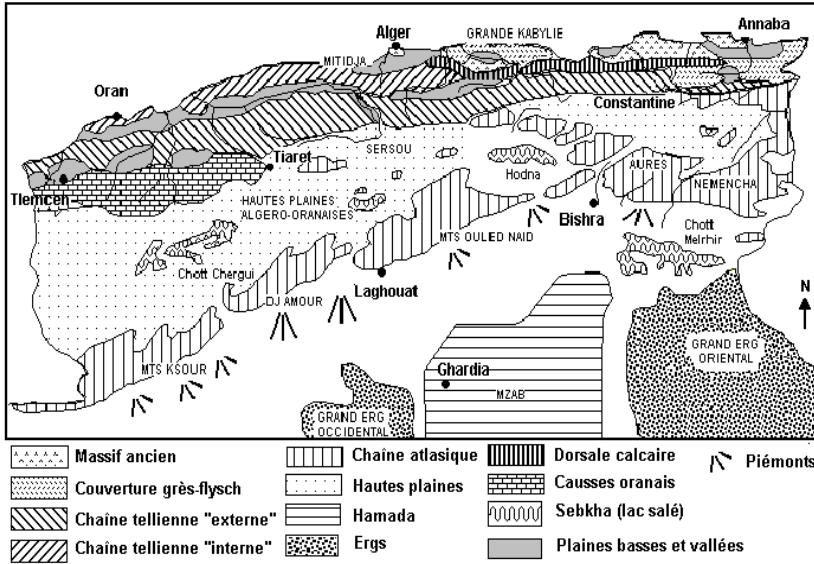 Annaba
Alger
GRANDE KABYLIE
MITIDJA
Oran
Constantine
Tiaret
SERSOU
Hodna
AURES
Tlemcen
NEMENCHA
HAUTES PLAINES
ALGERO-ORANAISES
Bishra
MTS OULIED NAID
Chott
Melrhir
Chott Chergui
Laghouat
DJ AMOUR
N
MTS KSOUR
Ghardia
MZAB
GRAND ERG
ORIENTAL
GRAND ERG
OCCIDENTAL
Massif ancien
Chaîne atlasique
Dorsale calcaire
Piémonts
Couverture grès-flysch
Hautes plaines
Causses oranais
Chaîne tellienne "externe"
Hamada
Sebkha (lac salé)
Chaîne tellienne "interne"
Ergs
Plaines basses et vallées